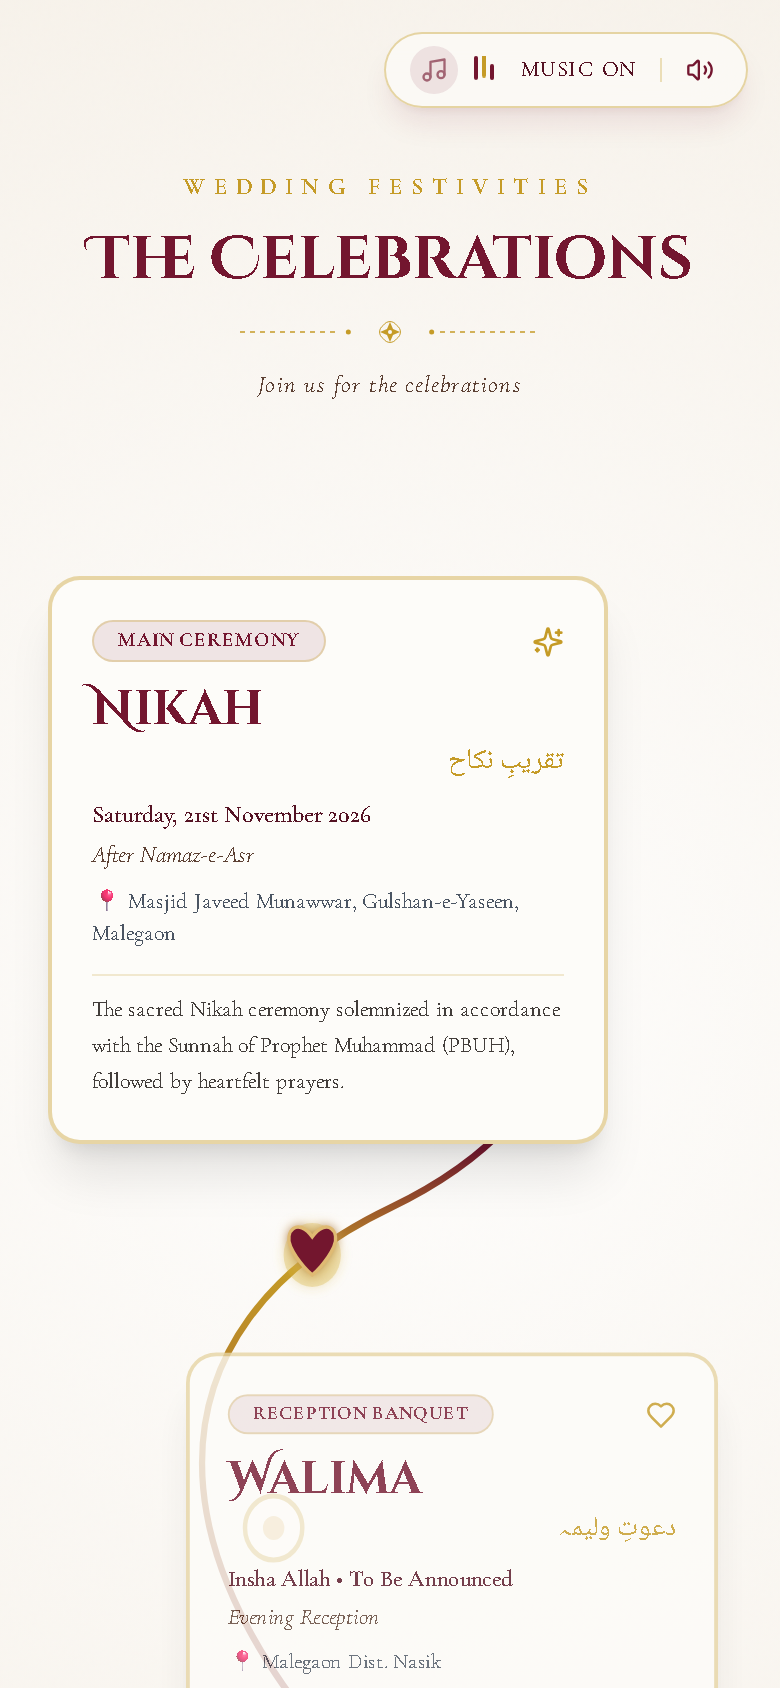 MUSIC ON
WEDDING FESTIVITIES
THE CELEBRATIONS
Join us for the celebrations
MAIN CEREMONY
NIKAH
تقریبِ نکاح
Saturday, 21st November 2026
After Namaz-e-Asr
Masjid Javeed Munawwar, Gulshan-e-Yaseen,
Malegaon
The sacred Nikah ceremony solemnized in accordance
with the Sunnah of Prophet Muhammad (PBUH),
followed by heartfelt prayers.
RECEPTION BANQUET
WALIMA
دعوتِ ولیمہ
Insha Allah • To Be Announced
Evening Reception
Malegaon Dist. Nasik